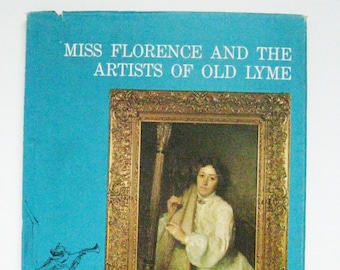 MISS FLORENCE AND THE
ARTISTS OF OLD LYME